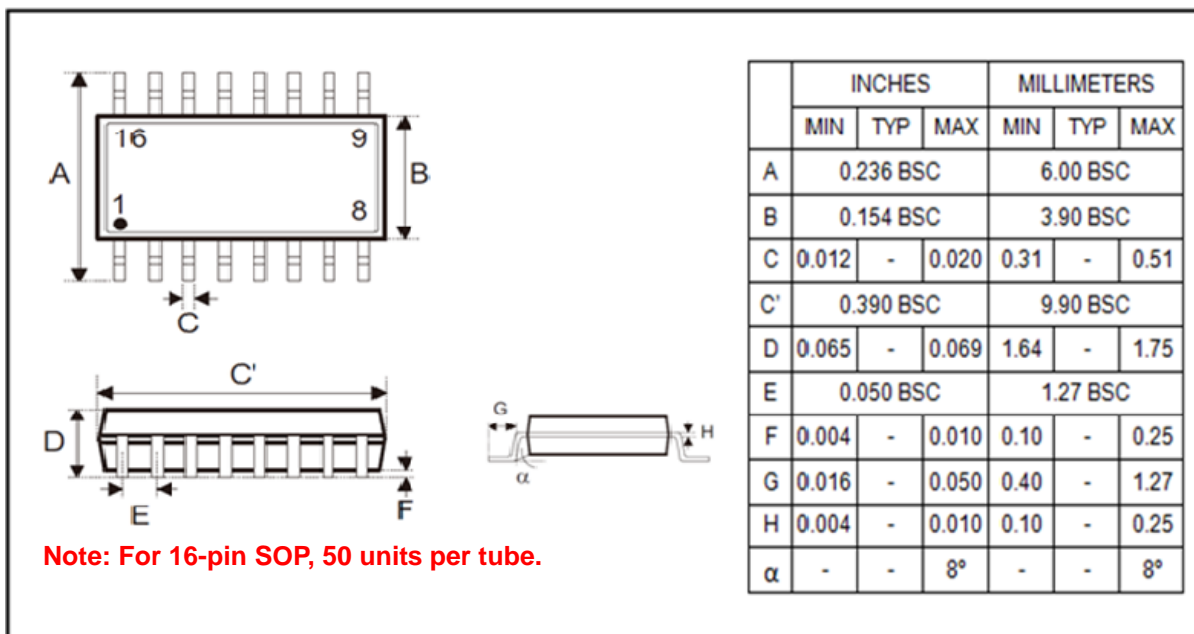 16 9
A B
1 8
C
C'
D
E
F
G
H
α
Note: For 16-pin SOP, 50 units per tube.
INCHES MILLIMETERS
MIN TYP MAX MIN TYP MAX
A 0.236 BSC 6.00 BSC
B 0.154 BSC 3.90 BSC
C 0.012 - 0.020 0.31 - 0.51
C' 0.390 BSC 9.90 BSC
D 0.065 - 0.069 1.64 - 1.75
E 0.050 BSC 1.27 BSC
F 0.004 - 0.010 0.10 - 0.25
G 0.016 - 0.050 0.40 - 1.27
H 0.004 - 0.010 0.10 - 0.25
α - - 8º - - 8º